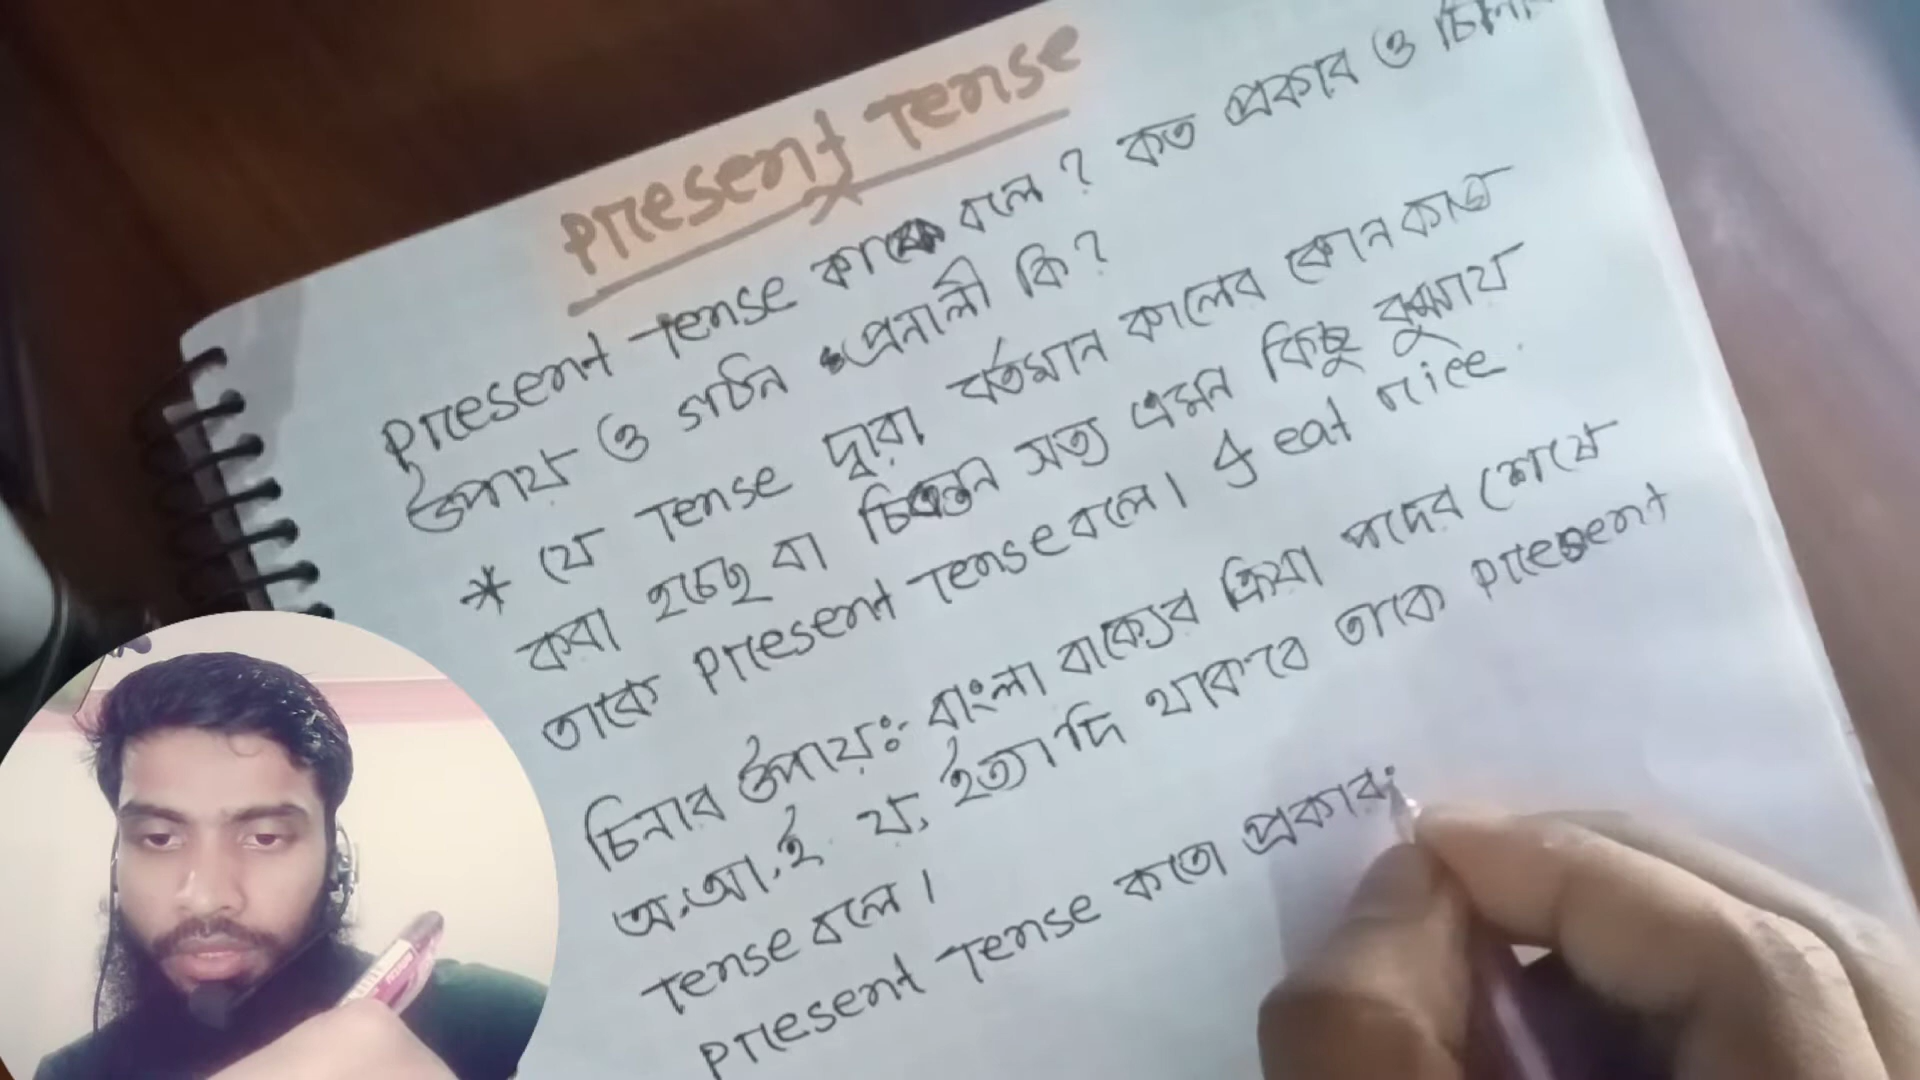 Present Tense
Present Tense কাকে বলে? কত প্রকার ও চিনার
উপায় ও গঠন প্রনালী কি?
* যে Tense দ্বারা বর্তমান কালের কোন কাজ
করা হচ্ছে বা চিরন্তন সত্য এমন কিছু বুঝায়
তাকে Present Tense বলে। I eat rice.
চিনার উপায়ঃ বাংলা বাক্যের ক্রিয়া পদের শেষে
অ. আ. ই. য়. ইত্যাদি থাকবে তাকে Present
Tense বলে।
Present Tense কতো প্রকার: